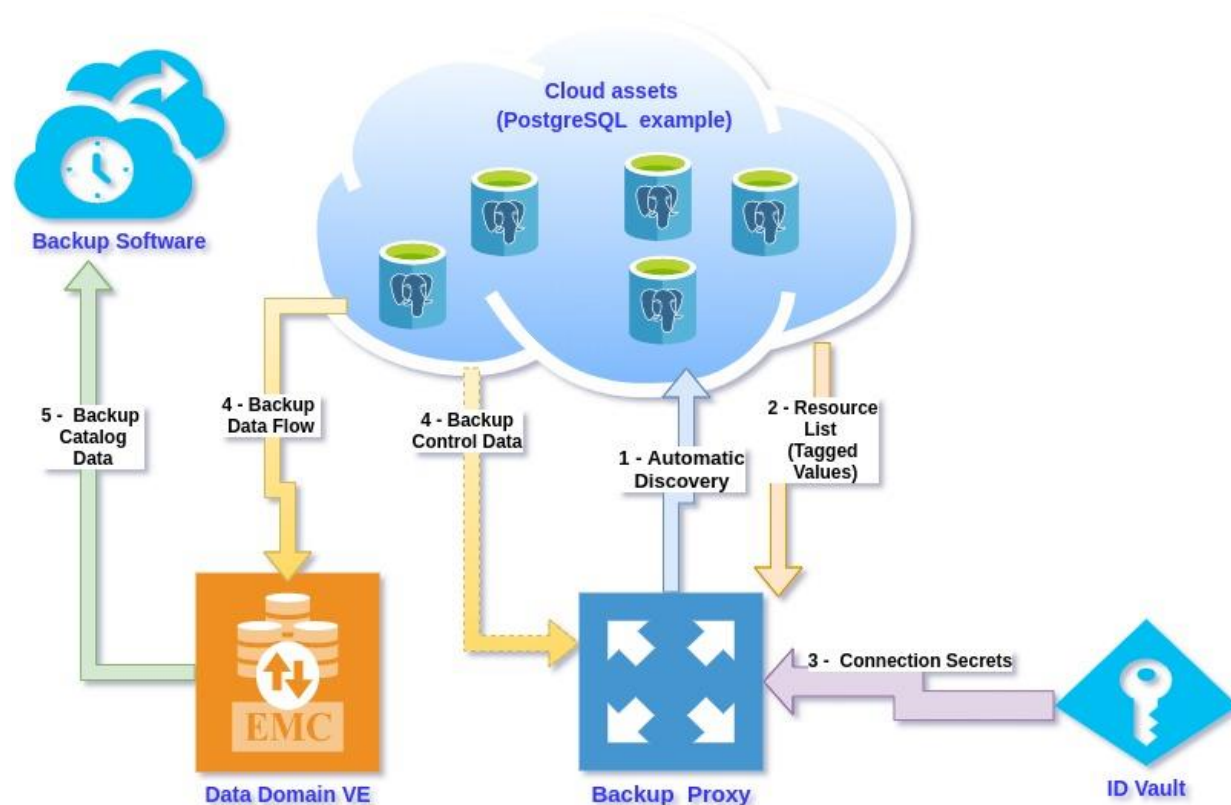 Cloud assets
(PostgreSQL example)
Backup Software
5 - Backup
Catalog
Data
4 - Backup
Data Flow
4 - Backup
Control Data
1 - Automatic
Discovery
2 - Resource
List
(Tagged
Values)
3 - Connection Secrets
EMC
Data Domain VE
Backup Proxy
ID Vault